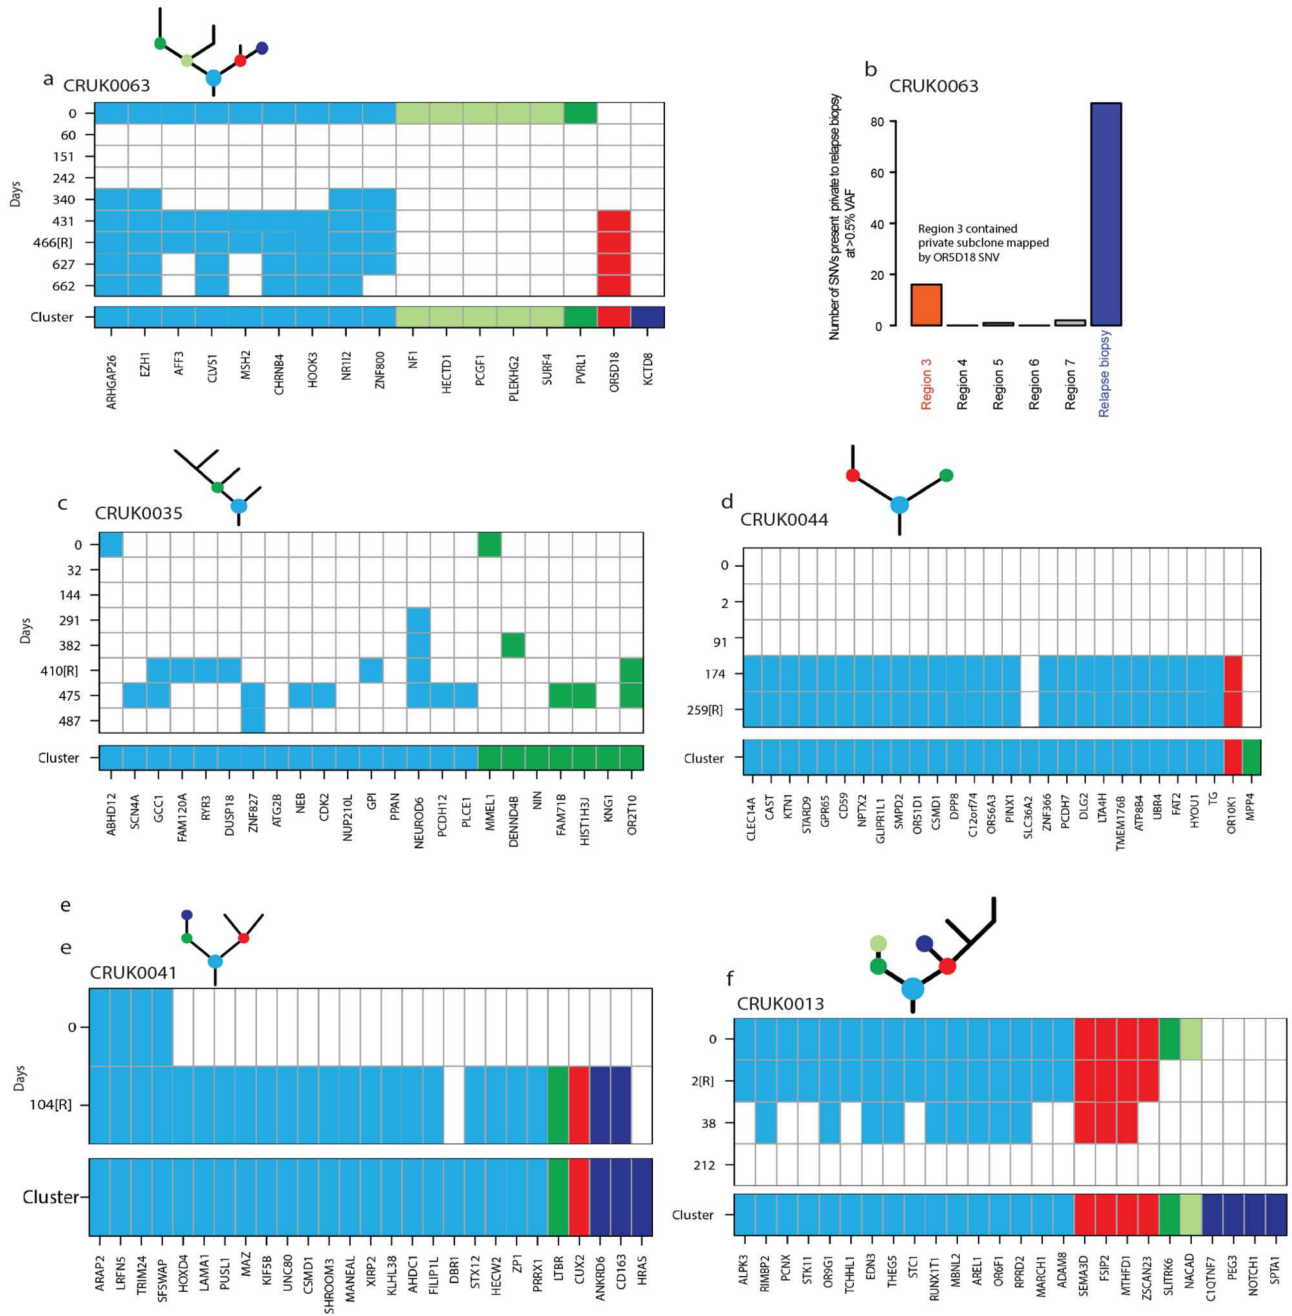 a
CRUK0063
Days
0
60
151
242
340
431
466[R]
627
662
Cluster
ARHGAP26
EZH1
AFF3
CLVS1
MSH2
CHRNB4
HOOK3
NR1I2
ZNF800
NF1
HECTD1
PCGF1
PLEKHG2
SURF4
PVRL1
OR5D18
KCTD8
b
CRUK0063
Number of SNVs present private to relapse biopsy
at >0.5% VAF
80
60
40
20
0
Region 3 contained
private subclone mapped
by OR5D18 SNV
Region 3
Region 4
Region 5
Region 6
Region 7
Relapse biopsy
c
CRUK0035
Days
0
32
144
291
382
410[R]
475
487
Cluster
ABHD12
SCN4A
GCC1
FAM120A
RYR3
DUSP18
ZNF827
ATG2B
NEB
CDK2
NUP210L
GPI
PPAN
NEUROD6
PCDH12
PLCE1
MMEL1
DENND4B
NIN
FAM71B
HIST1H3J
KNG1
OR2T10
d
CRUK0044
0
2
91
174
259[R]
Cluster
CLEC14A
CAST
KTN1
STARD9
GPR65
CD59
NPTX2
GLIPR1L1
SMPD2
OR51D1
CSMD1
DPP8
C12orf74
OR56A3
PINX1
SLC36A2
ZNF366
PCDH7
DLG2
LTA4H
TMEM176B
ATP8B4
UBR4
FAT2
HYOU1
TG
OR10K1
MPP4
e
e
CRUK0041
Days
0
104[R]
Cluster
ARAP2
LRFN5
TRIM24
SFSWAP
HOXD4
LAMA1
PUSL1
MAZ
KIF5B
UNC80
CSMD1
SHROOM3
MANEAL
XIRP2
KLHL38
AHDC1
FILIP1L
DBR1
STX12
HECW2
ZP1
PRRX1
LTBR
CUX2
ANKRD6
CD163
HRAS
f
CRUK0013
0
2[R]
38
212
Cluster
ALPK3
RIMBP2
PCNX
STK11
OR9G1
TCHHL1
EDN3
THEG5
STC1
RUNX1T1
MBNL2
AREL1
OR6F1
RPRD2
MARCH1
ADAM8
SEMA3D
FSIP2
MTHFD1
ZSCAN23
SLITRK6
NACAD
C1QTNF7
PEG3
NOTCH1
SPTA1